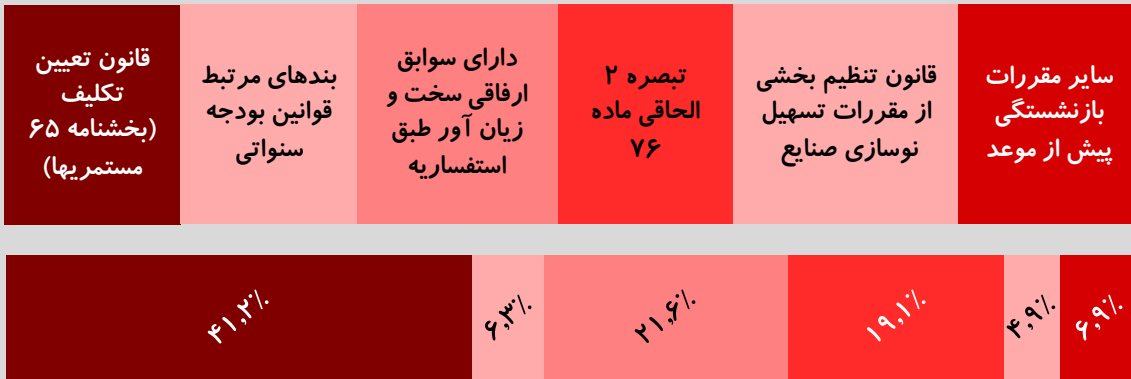 سایر مقررات
بازنشستگی
پیش از موعد
قانون تنظیم بخشی
از مقررات تسهیل
نوسازی صنایع
تبصره ۲
الحاقی ماده
۷۶
دارای سوابق
ارفاقی سخت و
زیان آور طبق
استفساریه
بندهای مرتبط
قوانین بودجه
سنواتی
قانون تعیین
تکلیف
(بخشنامه ۶۵
مستمریها)
۶,۹٪
۴,۹٪
۱۹,۱٪
۲۱,۶٪
۶,۳٪
۴۱,۲٪